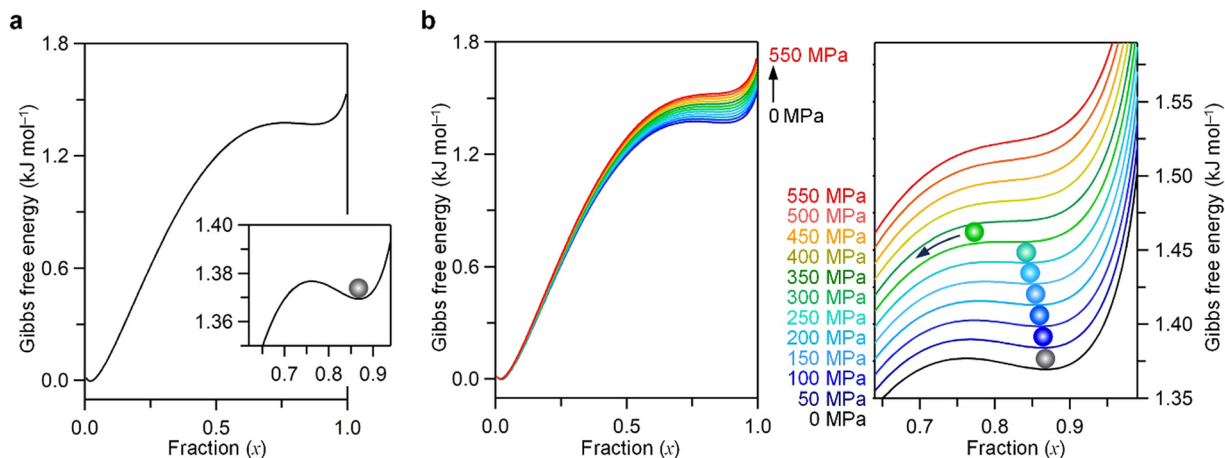 a
1.8
1.2
0.6
0.0
Gibbs free energy (kJ mol⁻¹)
0.0
0.5
1.0
Fraction (x)
1.40
1.38
1.36
0.7
0.8
0.9
b
1.8
1.2
0.6
0.0
Gibbs free energy (kJ mol⁻¹)
0.0
0.5
1.0
Fraction (x)
550 MPa
0 MPa
550 MPa
500 MPa
450 MPa
400 MPa
350 MPa
300 MPa
250 MPa
200 MPa
150 MPa
100 MPa
50 MPa
0 MPa
0.7
0.8
0.9
Fraction (x)
1.55
1.50
1.45
1.40
1.35
Gibbs free energy (kJ mol⁻¹)